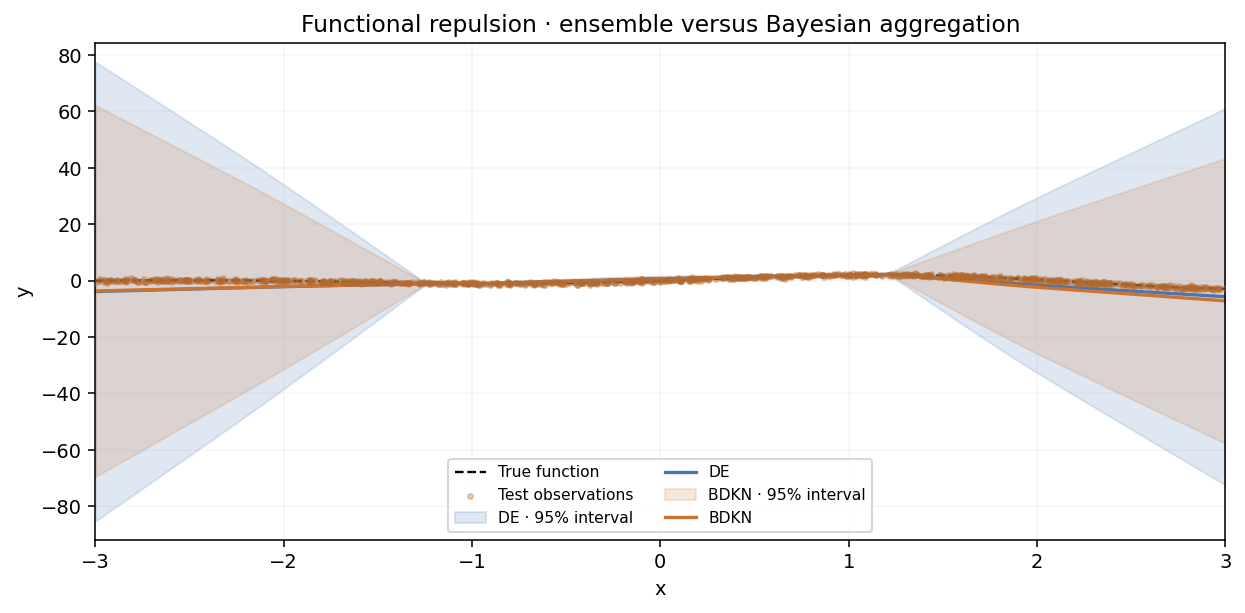 Functional repulsion · ensemble versus Bayesian aggregation
80
60
40
20
0
−20
−40
−60
−80
y
True function
Test observations
DE · 95% interval
DE
BDKN · 95% interval
BDKN
−3 −2 −1 0 1 2 3
x